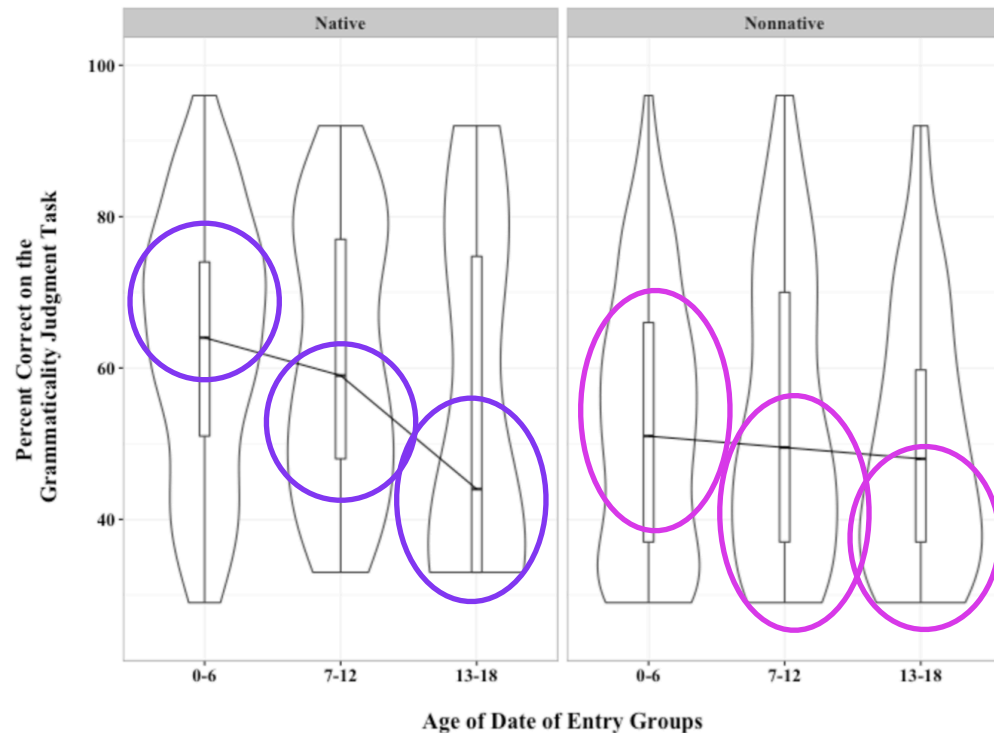 Native
Nonnative
100
80
60
40
Percent Correct on the
Grammaticality Judgment Task
0-6
7-12
13-18
0-6
7-12
13-18
Age of Date of Entry Groups